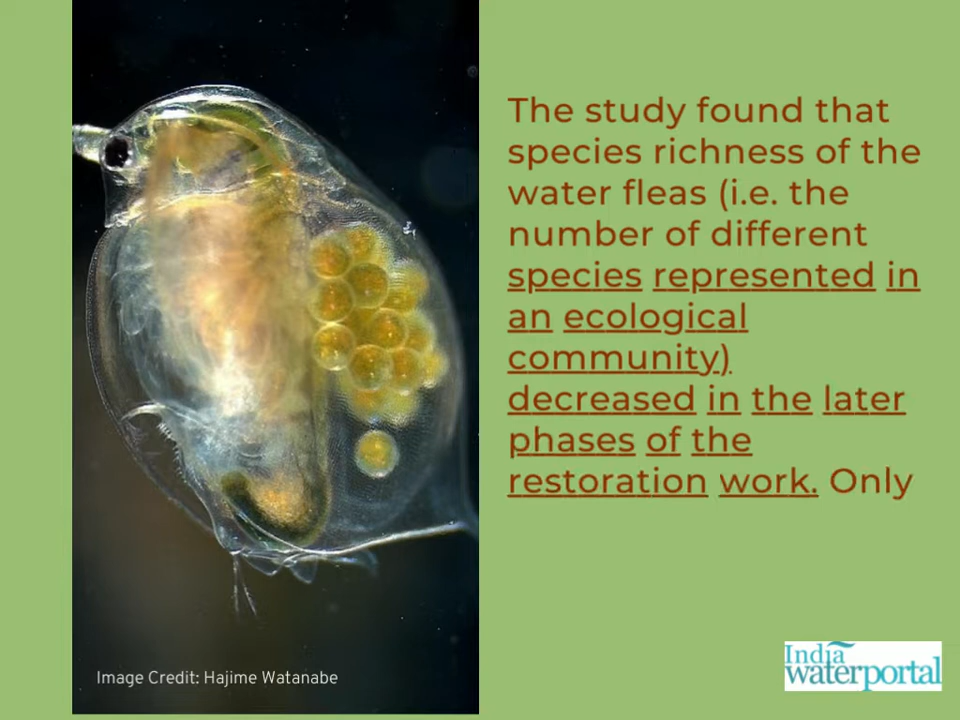 The study found that
species richness of the
water fleas (i.e. the
number of different
species represented in
an ecological
community)
decreased in the later
phases of the
restoration work. Only
Image Credit: Hajime Watanabe
India
waterportal